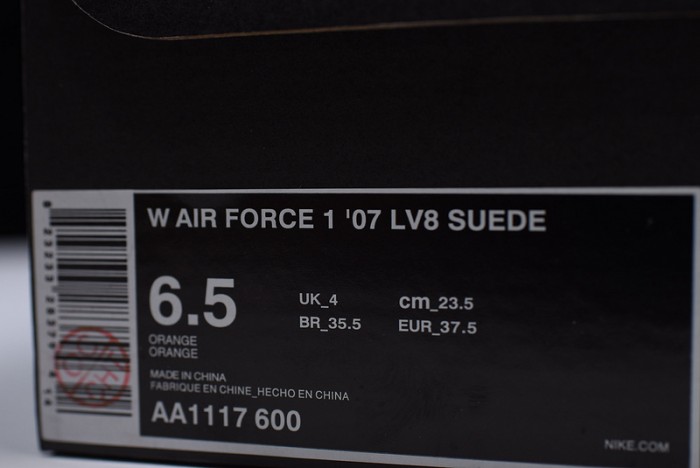 W AIR FORCE 1 '07 LV8 SUEDE
6.5
UK_4 cm_23.5
BR_35.5 EUR_37.5
ORANGE
ORANGE
MADE IN CHINA
FABRIQUE EN CHINE_HECHO EN CHINA
AA1117 600
NIKE.COM